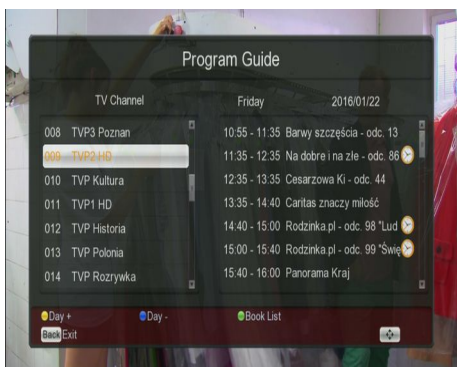 Program Guide
TV Channel
008 TVP3 Poznan
009 TVP2 HD
010 TVP Kultura
011 TVP1 HD
012 TVP Historia
013 TVP Polonia
014 TVP Rozrywka
Friday 2016/01/22
10:55 - 11:35 Barwy szczęścia - odc. 13
11:35 - 12:35 Na dobre i na złe - odc. 86
12:35 - 13:35 Cesarzowa Ki - odc. 44
13:35 - 14:40 Caritas znaczy miłość
14:40 - 15:00 Rodzinka.pl - odc. 98 "Lud
15:00 - 15:40 Rodzinka.pl - odc. 99 "Świę
15:40 - 16:00 Panorama Kraj
Day + Day - Book List
Back Exit